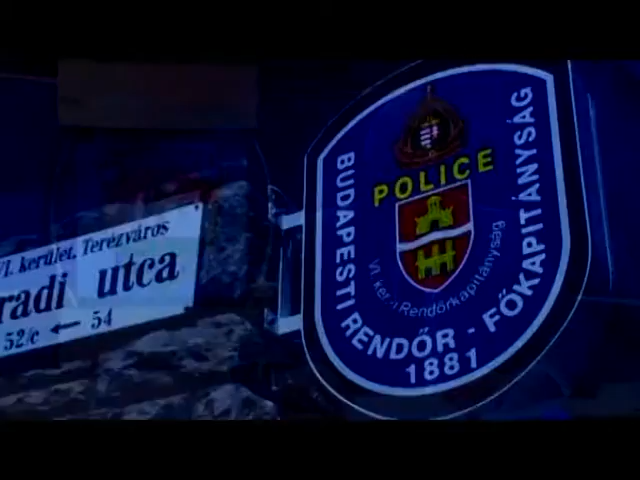 VI. kerület, Terézváros
radi utca
52/c ← 54
BUDAPESTI RENDŐR - FŐKAPITÁNYSÁG
POLICE
VI. ker.-i Rendőrkapitányság
1881